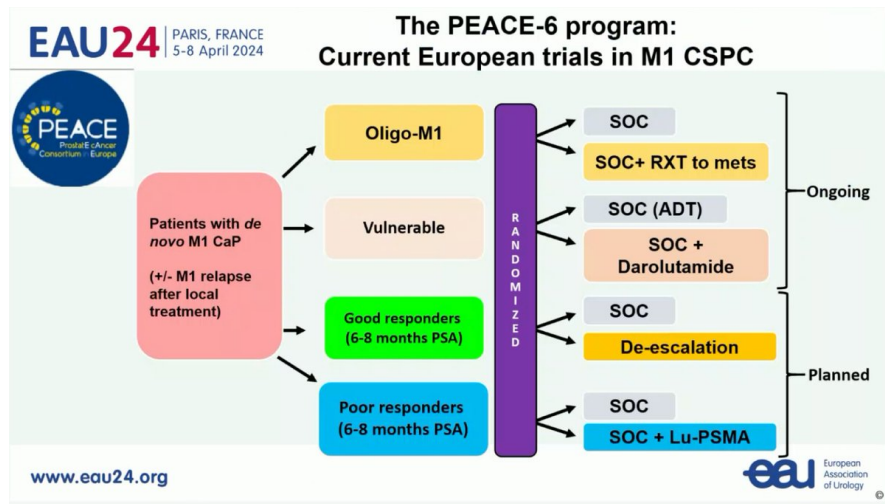 EAU24
PARIS, FRANCE
5-8 April 2024
The PEACE-6 program:
Current European trials in M1 CSPC
PEACE
ProstatE cAncer
Consortium in Europe
Patients with de
novo M1 CaP
(+/- M1 relapse
after local
treatment)
Oligo-M1
Vulnerable
Good responders
(6-8 months PSA)
Poor responders
(6-8 months PSA)
RANDOMIZED
SOC
SOC+ RXT to mets
SOC (ADT)
SOC +
Darolutamide
SOC
De-escalation
SOC
SOC + Lu-PSMA
Ongoing
Planned
www.eau24.org
eau
European
Association
of Urology
©